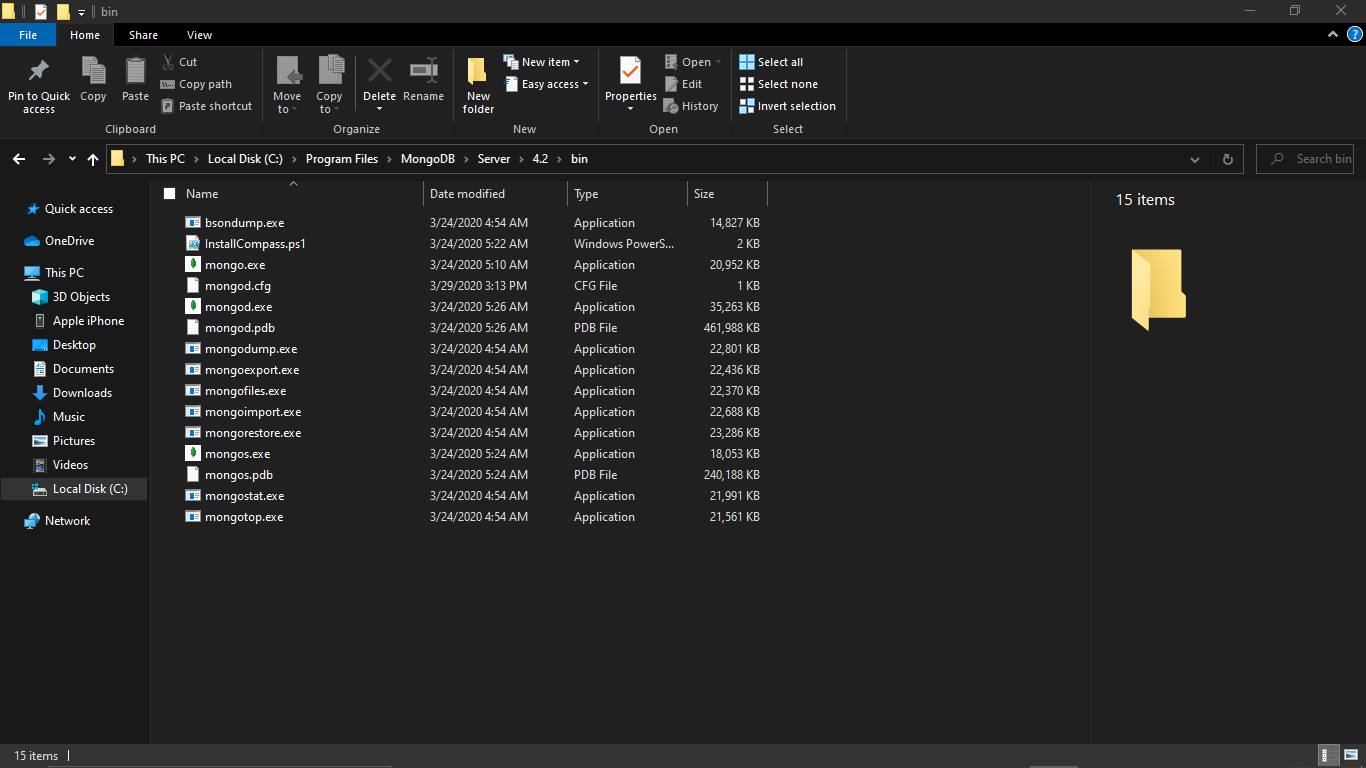 bin
File Home Share View
Pin to Quick access
Copy
Paste
Cut
Copy path
Paste shortcut
Clipboard
Move to
Copy to
Delete
Rename
Organize
New folder
New item
Easy access
New
Properties
Open
Edit
History
Open
Select all
Select none
Invert selection
Select
This PC > Local Disk (C:) > Program Files > MongoDB > Server > 4.2 > bin
Search bin
Quick access
OneDrive
This PC
3D Objects
Apple iPhone
Desktop
Documents
Downloads
Music
Pictures
Videos
Local Disk (C:)
Network
Name Date modified Type Size
bsondump.exe 3/24/2020 4:54 AM Application 14,827 KB
InstallCompass.ps1 3/24/2020 5:22 AM Windows PowerS... 2 KB
mongo.exe 3/24/2020 5:10 AM Application 20,952 KB
mongod.cfg 3/29/2020 3:13 PM CFG File 1 KB
mongod.exe 3/24/2020 5:26 AM Application 35,263 KB
mongod.pdb 3/24/2020 5:26 AM PDB File 461,988 KB
mongodump.exe 3/24/2020 4:54 AM Application 22,801 KB
mongoexport.exe 3/24/2020 4:54 AM Application 22,436 KB
mongofiles.exe 3/24/2020 4:54 AM Application 22,370 KB
mongoimport.exe 3/24/2020 4:54 AM Application 22,688 KB
mongorestore.exe 3/24/2020 4:54 AM Application 23,286 KB
mongos.exe 3/24/2020 5:24 AM Application 18,053 KB
mongos.pdb 3/24/2020 5:24 AM PDB File 240,188 KB
mongostat.exe 3/24/2020 4:54 AM Application 21,991 KB
mongotop.exe 3/24/2020 4:54 AM Application 21,561 KB
15 items
15 items